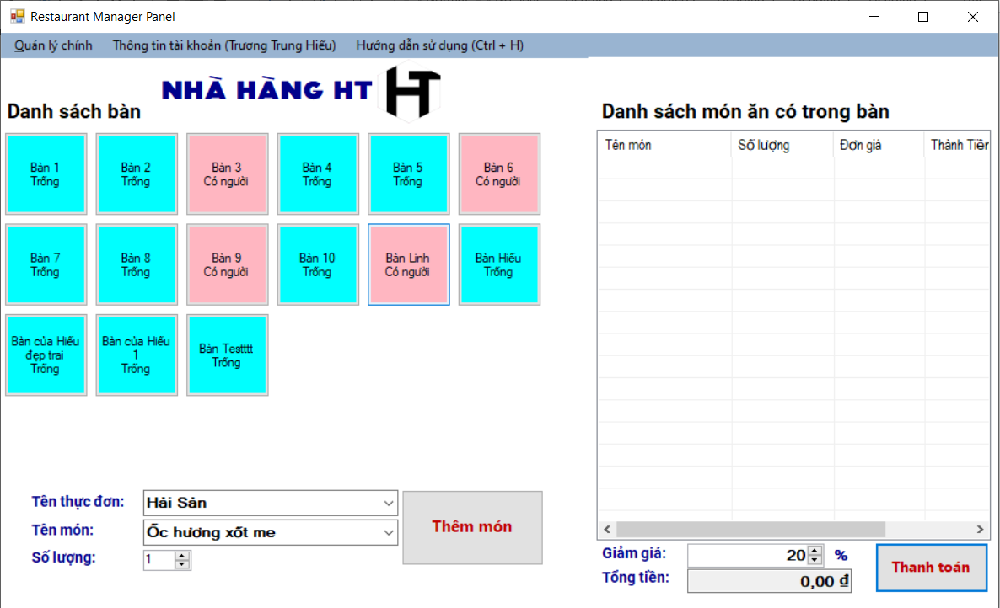 Restaurant Manager Panel
Quản lý chính Thông tin tài khoản (Trương Trung Hiếu) Hướng dẫn sử dụng (Ctrl + H)
NHÀ HÀNG HT HT
Danh sách bàn
Bàn 1
Trống
Bàn 2
Trống
Bàn 3
Có người
Bàn 4
Trống
Bàn 5
Trống
Bàn 6
Có người
Bàn 7
Trống
Bàn 8
Trống
Bàn 9
Có người
Bàn 10
Trống
Bàn Linh
Có người
Bàn Hiếu
Trống
Bàn của Hiếu
đẹp trai
Trống
Bàn của Hiếu
1
Trống
Bàn Testttt
Trống
Tên thực đơn: Hải Sản
Tên món: Ốc hương xốt me
Số lượng: 1
Thêm món
Danh sách món ăn có trong bàn
Tên món Số lượng Đơn giá Thành Tiền
Giảm giá: 20 %
Tổng tiền: 0,00 ₫
Thanh toán